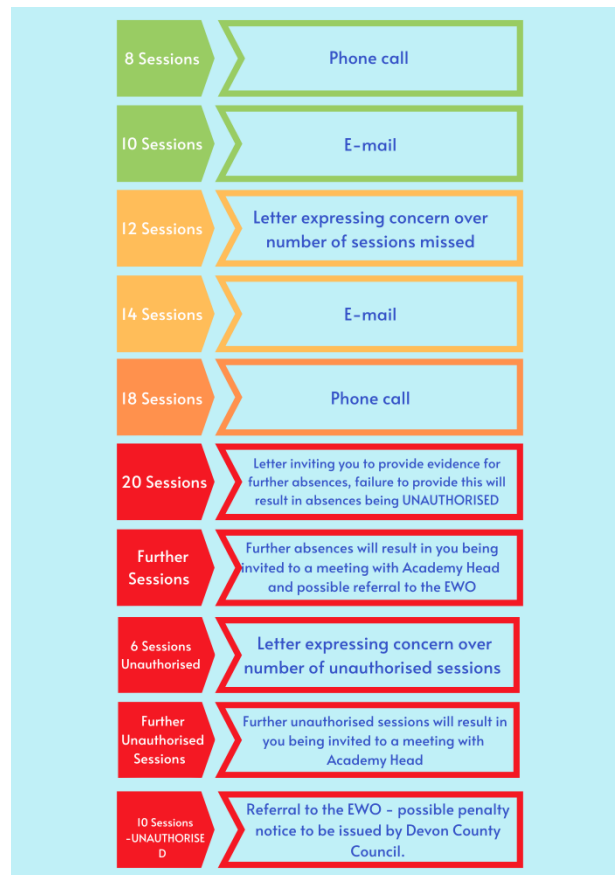 8 Sessions
Phone call
10 Sessions
E-mail
12 Sessions
Letter expressing concern over
number of sessions missed
14 Sessions
E-mail
18 Sessions
Phone call
20 Sessions
Letter inviting you to provide evidence for
further absences, failure to provide this will
result in absences being UNAUTHORISED
Further
Sessions
Further absences will result in you being
invited to a meeting with Academy Head
and possible referral to the EWO
6 Sessions
Unauthorised
Letter expressing concern over
number of unauthorised sessions
Further
Unauthorised
Sessions
Further unauthorised sessions will result in
you being invited to a meeting with
Academy Head
10 Sessions
-UNAUTHORISE
D
Referral to the EWO - possible penalty
notice to be issued by Devon County
Council.